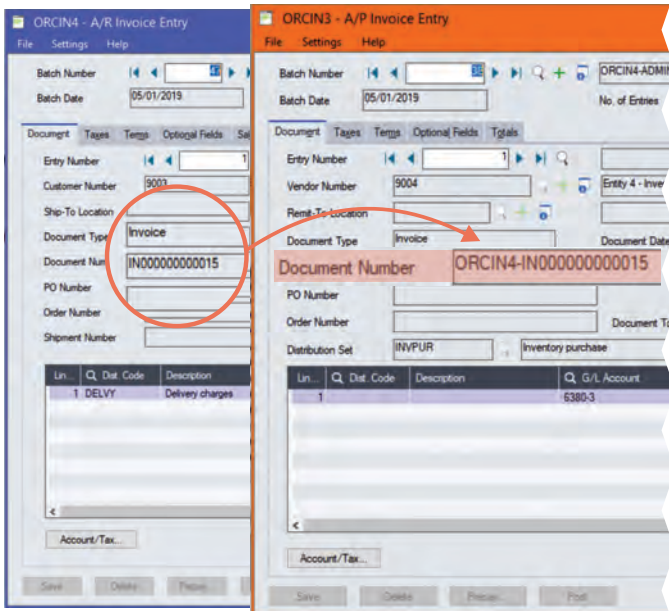 ORCIN4 - A/R Invoice Entry
File Settings Help
Batch Number 43
Batch Date 05/01/2019
Document Taxes Terms Optional Fields
Entry Number 1
Customer Number 9003
Ship-To Location
Document Type Invoice
Document Num IN000000000015
PO Number
Order Number
Shipment Number
Lin... Dist. Code Description
1 DELVY Delivery charges
Account/Tax...
Save Delete
ORCIN3 - A/P Invoice Entry
File Settings Help
Batch Number ORCIN4-ADMIN
Batch Date 05/01/2019 No. of Entries
Document Taxes Terms Optional Fields Totals
Entry Number 1
Vendor Number 9004 Entity 4 - Inve
Remit-To Location
Document Type Invoice Document Date
Document Number ORCIN4-IN000000000015
PO Number
Order Number Document To
Distribution Set INVPUR Inventory purchase
Lin... Dist. Code Description G/L Account
1 6380-3
Account/Tax...
Save Delete Post